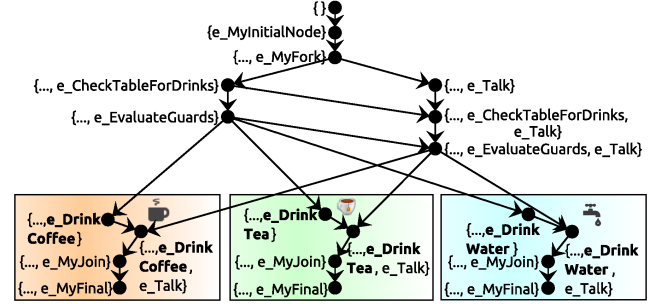 {}
{e_MyInitialNode}
{..., e_MyFork}
{..., e_CheckTableForDrinks}
{..., e_Talk}
{..., e_EvaluateGuards}
{..., e_CheckTableForDrinks,
e_Talk}
{..., e_EvaluateGuards, e_Talk}
{...,e_Drink
Coffee}
{...,e_Drink
Coffee ,
e_Talk}
{..., e_MyJoin}
{..., e_MyFinal}
{...,e_Drink
Tea}
{...,e_Drink
Tea , e_Talk}
{..., e_MyJoin}
{..., e_MyFinal}
{...,e_Drink
Water }
{...,e_Drink
Water ,
e_Talk}
{..., e_MyJoin}
{..., e_MyFinal}